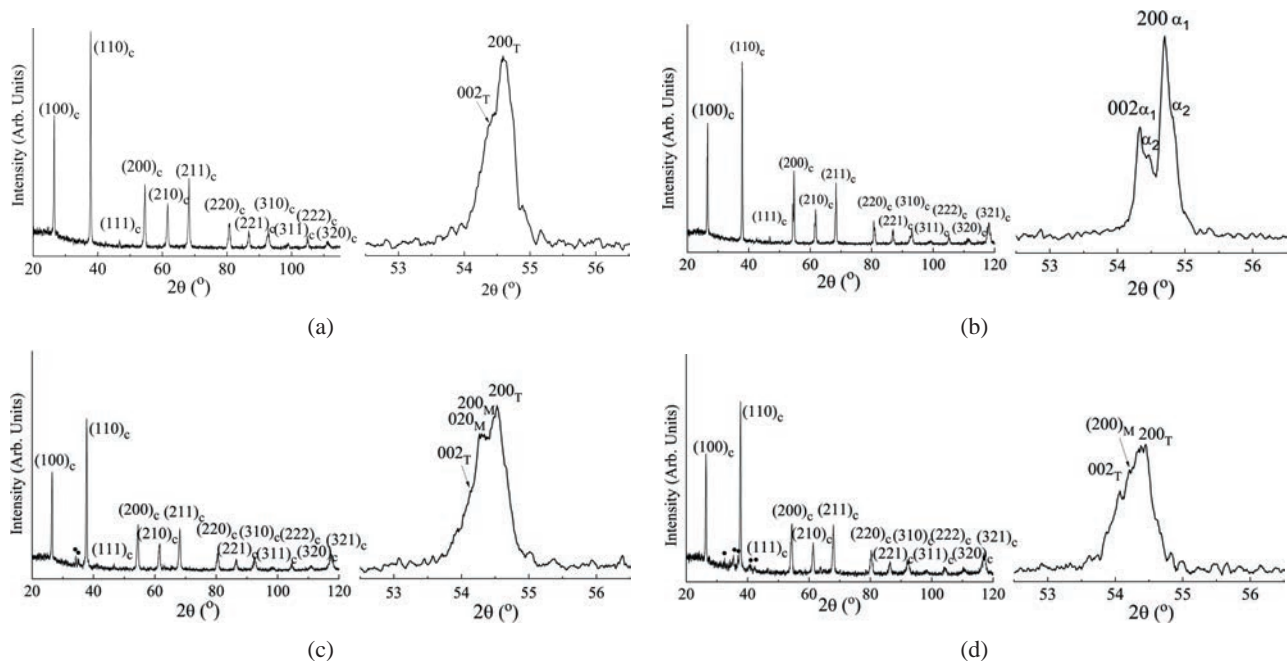 Intensity (Arb. Units)
(100)c
(110)c
(111)c
(200)c
(210)c
(211)c
(220)c
(221)c
(310)c
(311)c
(222)c
(320)c
20 40 60 80 100
2θ (º)
002T
200T
53 54 55 56
2θ (º)
(a)
Intensity (Arb. Units)
(100)c
(110)c
(111)c
(200)c
(210)c
(211)c
(220)c (310)c
(221)c
(311)c
(222)c
(320)c
(321)c
20 40 60 80 100 120
2θ (º)
200 α1
α2
002α1
α2
53 54 55 56
2θ (º)
(b)
Intensity (Arb. Units)
(100)c
(110)c
(111)c
(200)c (211)c
(210)c
(220)c (310)c (222)c (321)c
(221)c (311)c (320)c
20 40 60 80 100 120
2θ (º)
002T
020M
200M
200T
53 54 55 56
2θ (º)
(c)
Intensity (Arb. Units)
(100)c
(110)c
(111)c
(200)c (211)c
(210)c
(220)c (310)c (222)c (321)c
(221)c (311)c (320)c
20 40 60 80 100 120
2θ (º)
002T
(200)M
200T
52 53 54 55 56
2θ (º)
(d)